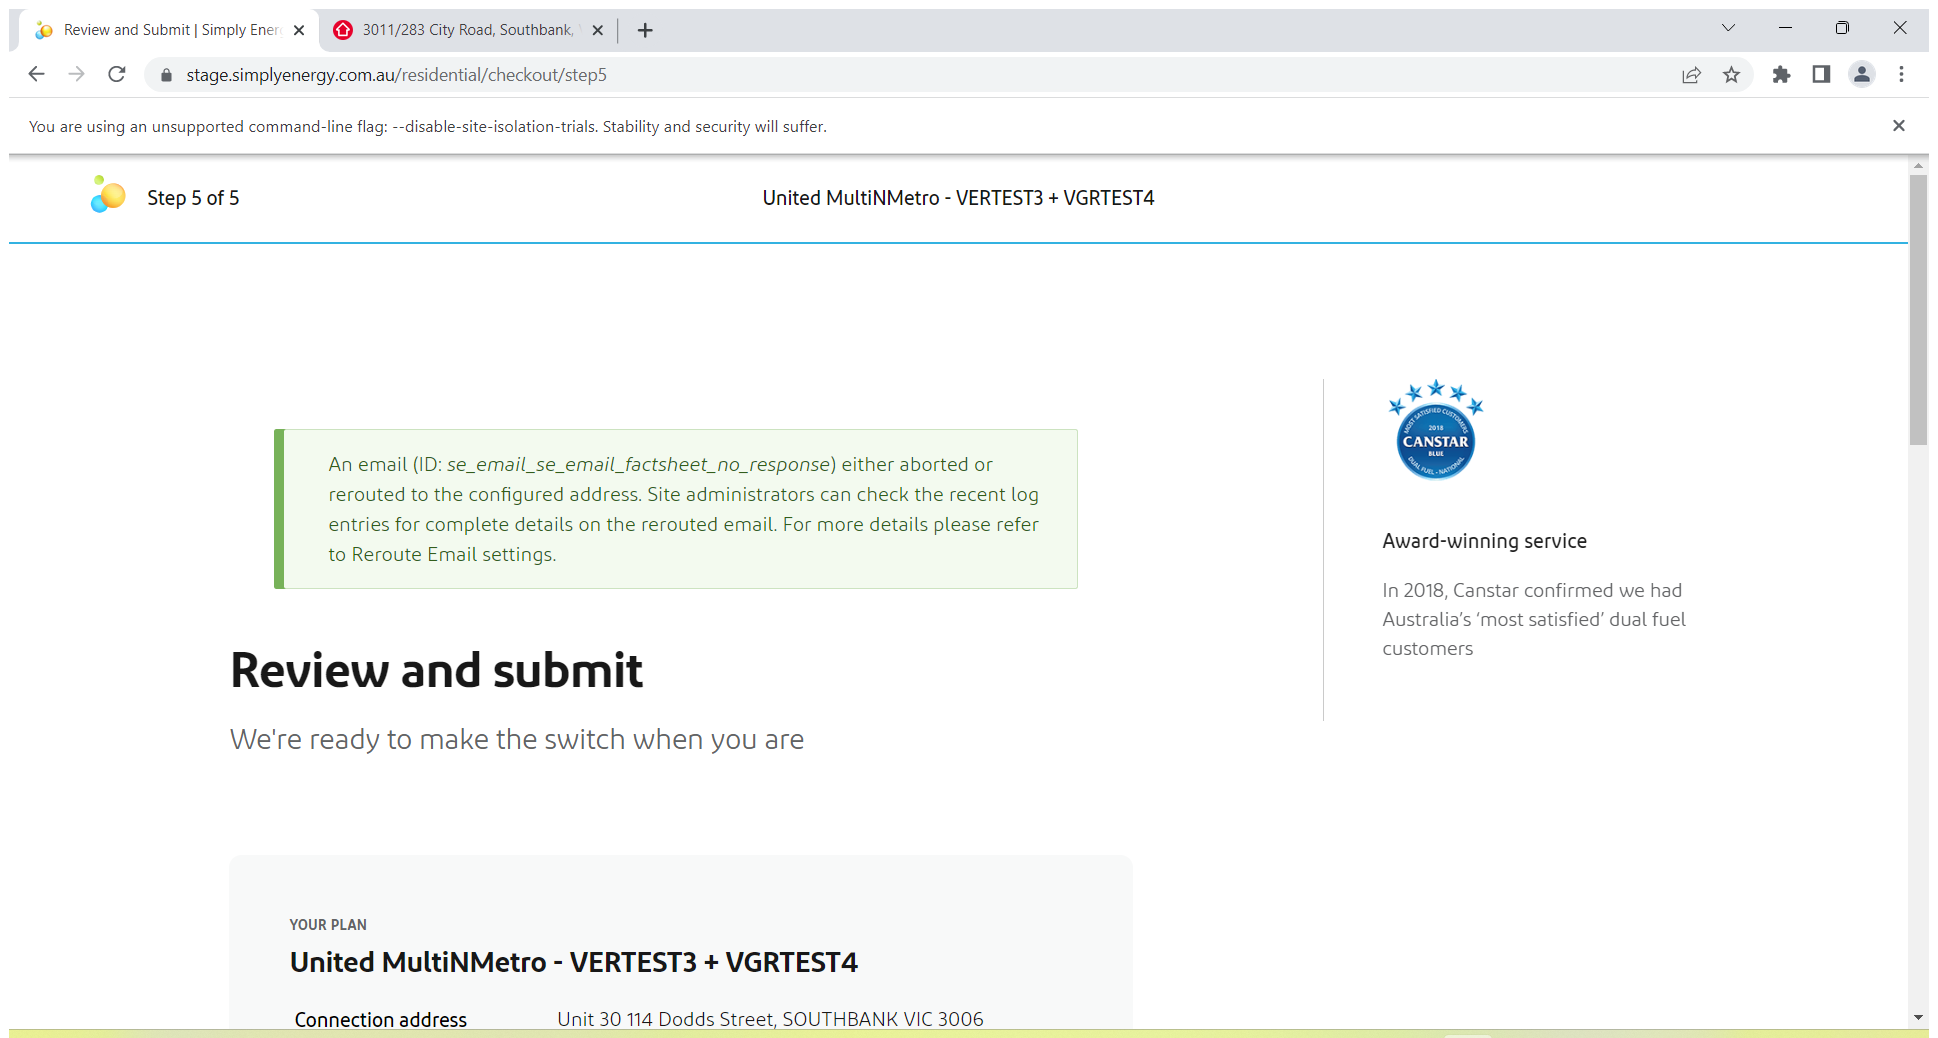 Review and Submit | Simply Ener
3011/283 City Road, Southbank,
stage.simplyenergy.com.au/residential/checkout/step5
You are using an unsupported command-line flag: --disable-site-isolation-trials. Stability and security will suffer.
Step 5 of 5
United MultiNMetro - VERTEST3 + VGRTEST4
An email (ID: se_email_se_email_factsheet_no_response) either aborted or
rerouted to the configured address. Site administrators can check the recent log
entries for complete details on the rerouted email. For more details please refer
to Reroute Email settings.
MOST SATISFIED CUSTOMERS
2018
CANSTAR
BLUE
DUAL FUEL - NATIONAL
Award-winning service
In 2018, Canstar confirmed we had
Australia's ‘most satisfied’ dual fuel
customers
Review and submit
We're ready to make the switch when you are
YOUR PLAN
United MultiNMetro - VERTEST3 + VGRTEST4
Connection address
Unit 30 114 Dodds Street, SOUTHBANK VIC 3006